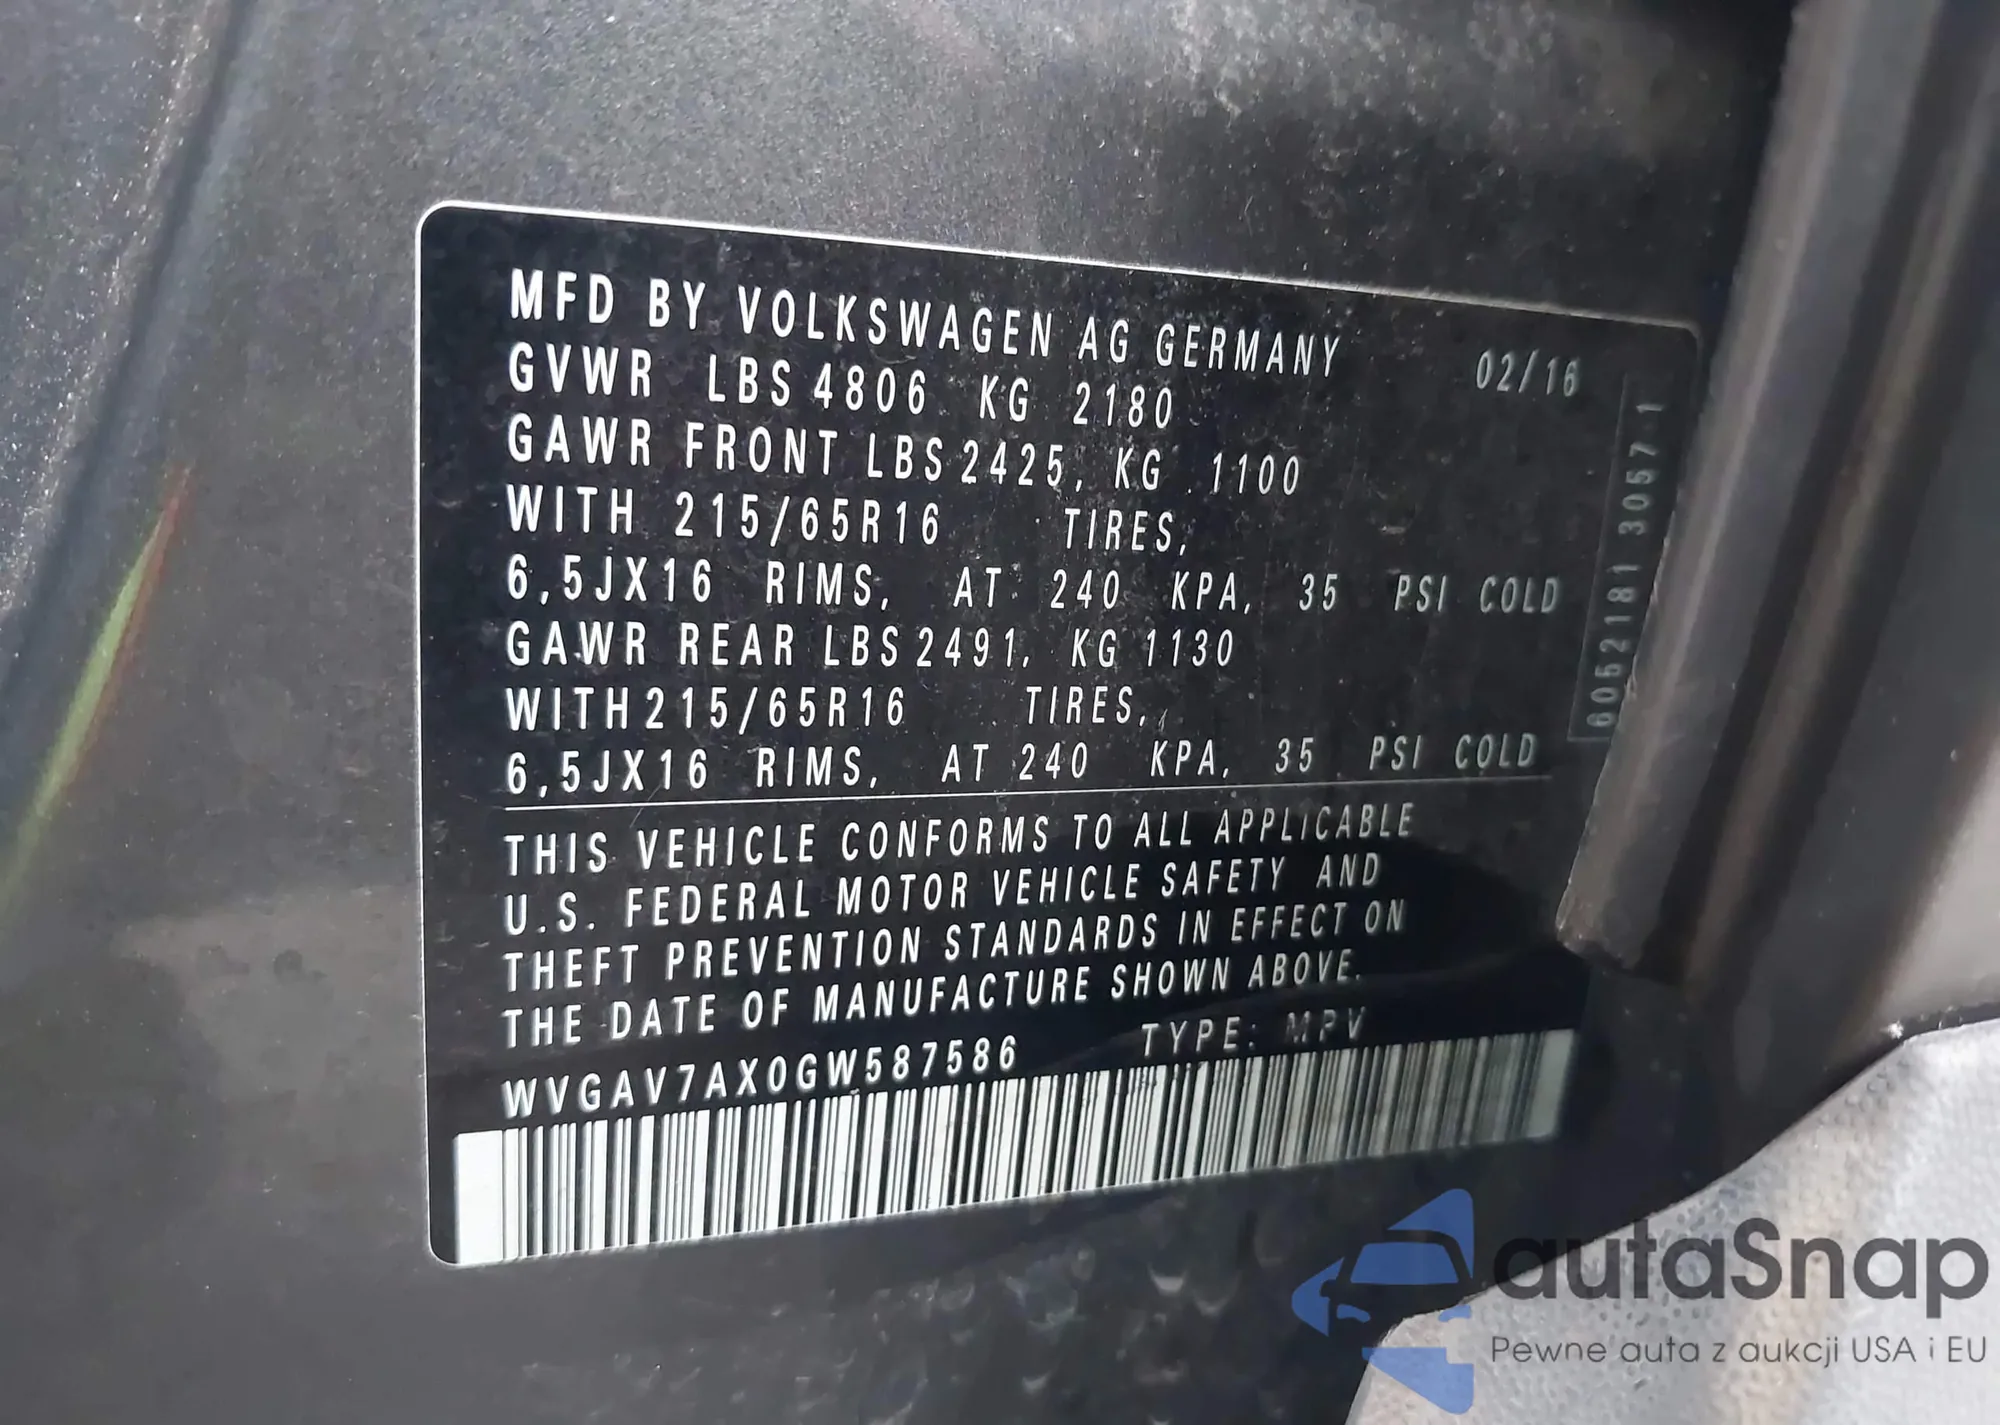 MFD BY VOLKSWAGEN AG GERMANY 02/16
GVWR LBS 4806 KG 2180
GAWR FRONT LBS 2425, KG 1100
WITH 215/65R16 TIRES,
6,5JX16 RIMS, AT 240 KPA, 35 PSI COLD
GAWR REAR LBS 2491, KG 1130
WITH 215/65R16 TIRES,
6,5JX16 RIMS, AT 240 KPA, 35 PSI COLD
THIS VEHICLE CONFORMS TO ALL APPLICABLE
U.S. FEDERAL MOTOR VEHICLE SAFETY AND
THEFT PREVENTION STANDARDS IN EFFECT ON
THE DATE OF MANUFACTURE SHOWN ABOVE.
WVGAV7AX0GW587586 TYPE: MPV
6052181 3057 1
autaSnap
Pewne auta z aukcji USA i EU